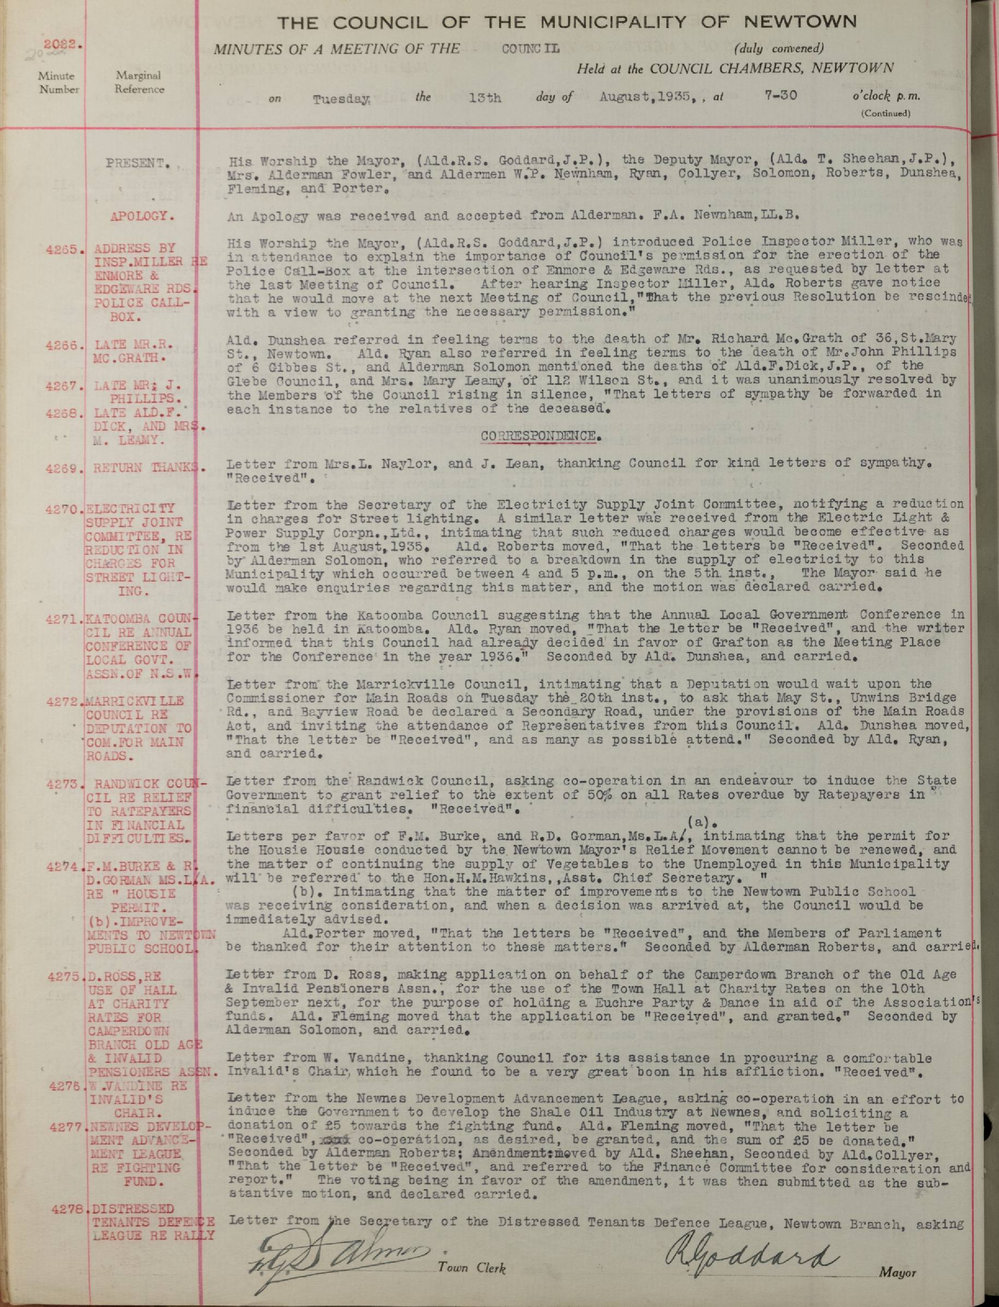 THE COUNCIL OF THE MUNICIPALITY OF NEWTOWN
2022.
MINUTES OF A MEETING OF THE COUNCIL (duly convened)
Held at the COUNCIL CHAMBERS, NEWTOWN
Minute Number
Marginal Reference
on Tuesday, the 13th day of August,1935, , at 7-30 o'clock p.m.
(Continued)
PRESENT.
His Worship the Mayor, (Ald.R.S. Goddard,J.P.), the Deputy Mayor, (Ald. T. Sheehan,J.P.),
Mrs. Alderman Fowler, and Aldermen W.P. Newnham, Ryan, Collyer, Solomon, Roberts, Dunshea,
Fleming, and Porter.
APOLOGY.
An Apology was received and accepted from Alderman. F.A. Newnham,LL.B.
4265. ADDRESS BY
INSP.MILLER RE
ENMORE &
EDGEWARE RDS.
POLICE CALL-
BOX.
His Worship the Mayor, (Ald.R.S. Goddard,J.P.) introduced Police Inspector Miller, who was
in attendance to explain the importance of Council's permission for the erection of the
Police Call-Box at the intersection of Enmore & Edgeware Rds., as requested by letter at
the last Meeting of Council. After hearing Inspector Miller, Ald. Roberts gave notice
that he would move at the next Meeting of Council,"That the previous Resolution be rescinded
with a view to granting the necessary permission."
4266. LATE MR.R.
MC.GRATH.
4267. LATE MR; J.
PHILLIPS.
4268. LATE ALD.F.
DICK, AND MRS.
M. LEAMY.
Ald. Dunshea referred in feeling terms to the death of Mr. Richard Mc.Grath of 36,St.Mary
St., Newtown. Ald. Ryan also referred in feeling terms to the death of Mr.John Phillips
of 6 Gibbes St., and Alderman Solomon mentioned the deaths of Ald.F.Dick,J.P., of the
Glebe Council, and Mrs. Mary Leamy, of 112 Wilson St., and it was unanimously resolved by
the Members of the Council rising in silence, "That letters of sympathy be forwarded in
each instance to the relatives of the deceased.
CORRESPONDENCE.
4269. RETURN THANKS.
Letter from Mrs.L. Naylor, and J. Lean, thanking Council for kind letters of sympathy.
"Received".
4270. ELECTRICITY
SUPPLY JOINT
COMMITTEE, RE
REDUCTION IN
CHARGES FOR
STREET LIGHT-
ING.
Letter from the Secretary of the Electricity Supply Joint Committee, notifying a reduction
in charges for Street lighting. A similar letter was received from the Electric Light &
Power Supply Corpn.,Ltd., intimating that such reduced charges would become effective as
from the 1st August,1935. Ald. Roberts moved, "That the letters be "Received". Seconded
by Alderman Solomon, who referred to a breakdown in the supply of electricity to this
Municipality which occurred between 4 and 5 p.m., on the 5th inst., The Mayor said he
would make enquiries regarding this matter, and the motion was declared carried.
4271. KATOOMBA COUN-
CIL RE ANNUAL
CONFERENCE OF
LOCAL GOVT.
ASSN.OF N.S.W.
Letter from the Katoomba Council suggesting that the Annual Local Government Conference in
1936 be held in Katoomba. Ald. Ryan moved, "That the letter be "Received", and the writer
informed that this Council had already decided in favor of Grafton as the Meeting Place
for the Conference in the year 1936." Seconded by Ald. Dunshea, and carried.
4272. MARRICKVILLE
COUNCIL RE
DEPUTATION TO
COM.FOR MAIN
ROADS.
Letter from the Marrickville Council, intimating that a Deputation would wait upon the
Commissioner for Main Roads on Tuesday the 20th inst., to ask that May St., Unwins Bridge
Rd., and Bayview Road be declared a Secondary Road, under the provisions of the Main Roads
Act, and inviting the attendance of Representatives from this Council. Ald. Dunshea moved,
"That the letter be "Received", and as many as possible attend." Seconded by Ald. Ryan,
and carried.
4273. RANDWICK COUN-
CIL RE RELIEF
TO RATEPAYERS
IN FINANCIAL
DIFFICULTIES.
Letter from the Randwick Council, asking co-operation in an endeavour to induce the State
Government to grant relief to the extent of 50% on all Rates overdue by Ratepayers in
financial difficulties. "Received".
4274. F.M.BURKE & R.
D.GORMAN MS.L.A.
RE " HOUSIE
PERMIT.
(b).IMPROVE-
MENTS TO NEWTOWN
PUBLIC SCHOOL.
(a).
Letters per favor of F.M. Burke, and R.D. Gorman,Ms.L.A/, intimating that the permit for
the Housie Housie conducted by the Newtown Mayor's Relief Movement cannot be renewed, and
the matter of continuing the supply of Vegetables to the Unemployed in this Municipality
will be referred to the Hon.H.M.Hawkins,,Asst. Chief Secretary. "
(b). Intimating that the matter of improvements to the Newtown Public School
was receiving consideration, and when a decision was arrived at, the Council would be
immediately advised.
Ald.Porter moved, "That the letters be "Received", and the Members of Parliament
be thanked for their attention to these matters." Seconded by Alderman Roberts, and carried.
4275. D.ROSS,RE
USE OF HALL
AT CHARITY
RATES FOR
CAMPERDOWN
BRANCH OLD AGE
& INVALID
PENSIONERS ASSN.
Letter from D. Ross, making application on behalf of the Camperdown Branch of the Old Age
& Invalid Pensioners Assn., for the use of the Town Hall at Charity Rates on the 10th
September next, for the purpose of holding a Euchre Party & Dance in aid of the Association's
funds. Ald. Fleming moved that the application be "Received", and granted." Seconded by
Alderman Solomon, and carried.
4276. W.VANDINE RE
INVALID'S
CHAIR.
Letter from W. Vandine, thanking Council for its assistance in procuring a comfortable
Invalid's Chair, which he found to be a very great boon in his affliction. "Received".
4277. NEWNES DEVELOP-
MENT ADVANCE-
MENT LEAGUE
RE FIGHTING
FUND.
Letter from the Newnes Development Advancement League, asking co-operation in an effort to
induce the Government to develop the Shale Oil Industry at Newnes, and soliciting a
donation of £5 towards the fighting fund. Ald. Fleming moved, "That the letter be
"Received", co-operation, as desired, be granted, and the sum of £5 be donated."
Seconded by Alderman Roberts; Amendment:moved by Ald. Sheehan, Seconded by Ald.Collyer,
"That the letter be "Received", and referred to the Finance Committee for consideration and
report." The voting being in favor of the amendment, it was then submitted as the sub-
stantive motion, and declared carried.
4278. DISTRESSED
TENANTS DEFENCE
LEAGUE RE RALLY
Letter from the Secretary of the Distressed Tenants Defence League, Newtown Branch, asking
Town Clerk
R Goddard
Mayor